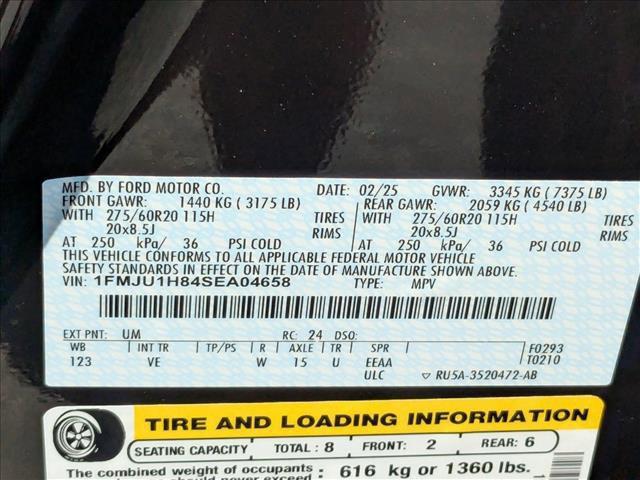 MFD. BY FORD MOTOR CO. DATE: 02/25 GVWR: 3345 KG ( 7375 LB)
FRONT GAWR: 1440 KG ( 3175 LB) REAR GAWR: 2059 KG ( 4540 LB)
WITH 275/60R20 115H TIRES WITH 275/60R20 115H TIRES
20x8.5J RIMS 20x8.5J RIMS
AT 250 kPa/ 36 PSI COLD AT 250 kPa/ 36 PSI COLD
THIS VEHICLE CONFORMS TO ALL APPLICABLE FEDERAL MOTOR VEHICLE
SAFETY STANDARDS IN EFFECT ON THE DATE OF MANUFACTURE SHOWN ABOVE.
VIN: 1FMJU1H84SEA04658 TYPE: MPV
EXT PNT: UM RC: 24 DSO:
WB INT TR TP/PS R AXLE TR SPR F0293
123 VE W 15 U EEAA T0210
ULC ▽ RU5A-3520472-AB
TIRE AND LOADING INFORMATION
SEATING CAPACITY TOTAL: 8 FRONT: 2 REAR: 6
The combined weight of occupants 616 kg or 1360 lbs.
and cargo should never exceed